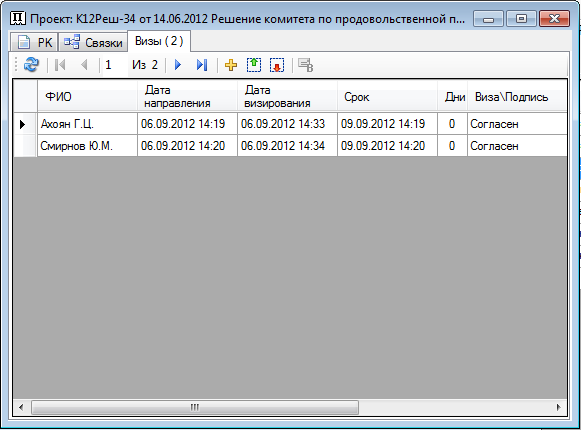 Проект: К12Реш-34 от 14.06.2012 Решение комитета по продовольственной п...
РК Связки Визы ( 2 )
1 Из 2
ФИО Дата направления Дата визирования Срок Дни Виза\Подпись
Ахоян Г.Ц. 06.09.2012 14:19 06.09.2012 14:33 09.09.2012 14:19 0 Согласен
Смирнов Ю.М. 06.09.2012 14:20 06.09.2012 14:34 09.09.2012 14:20 0 Согласен